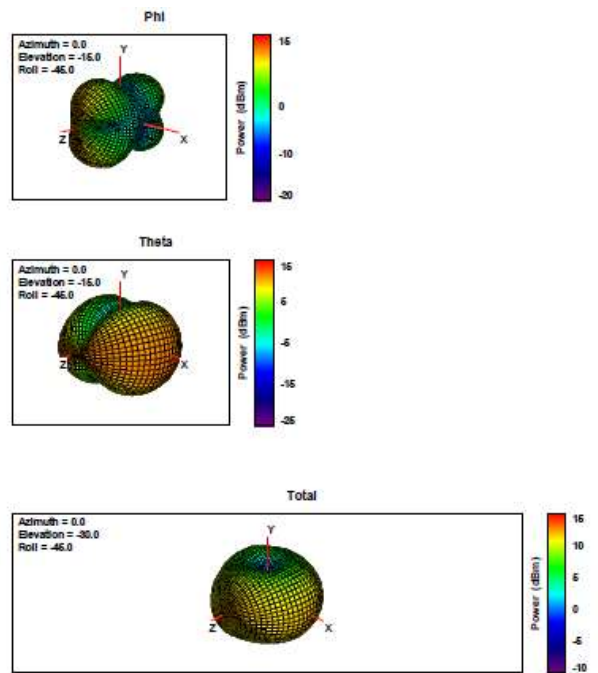 Phi
Azimuth = 0.0
Elevation = -15.0
Roll = -45.0
Y
Z
X
Power (dBm)
15
0
-10
-20
Theta
Azimuth = 0.0
Elevation = -15.0
Roll = -45.0
Y
Z
X
Power (dBm)
15
5
-5
-15
-25
Total
Azimuth = 0.0
Elevation = -30.0
Roll = -45.0
Y
Z
X
Power (dBm)
15
10
5
0
-5
-10